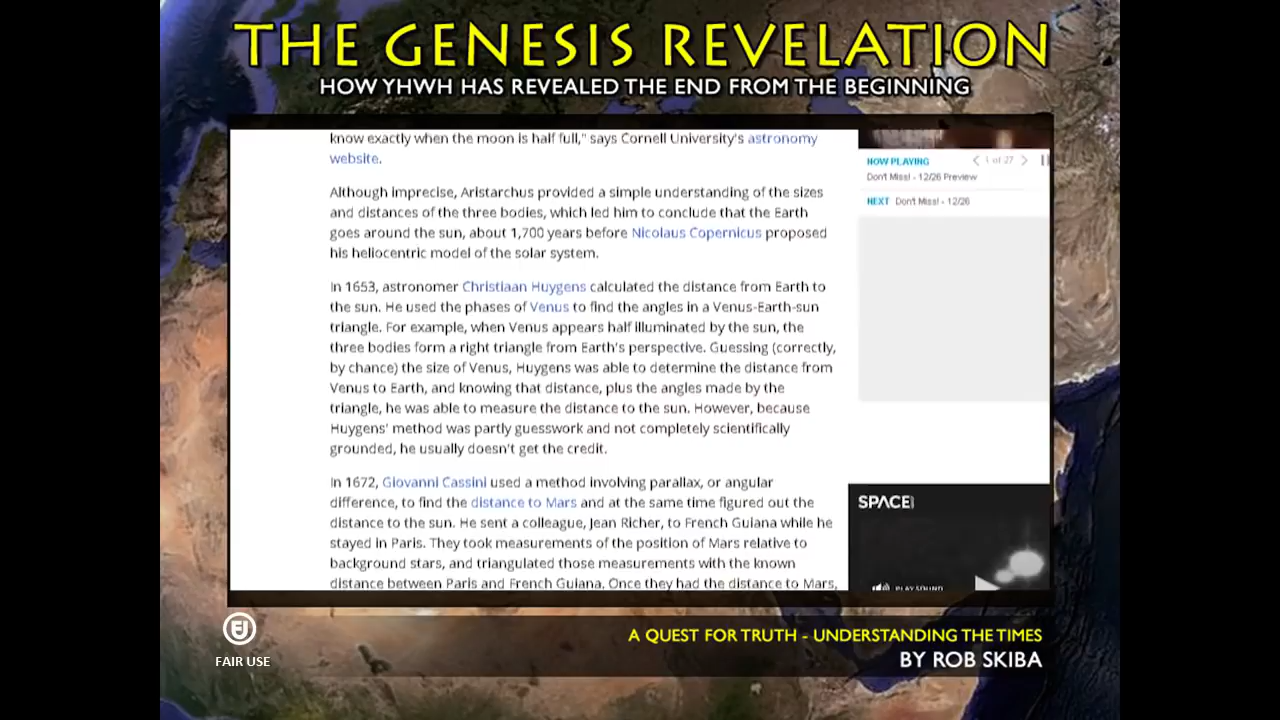 THE GENESIS REVELATION
HOW YHWH HAS REVEALED THE END FROM THE BEGINNING
know exactly when the moon is half full," says Cornell University's astronomy
website.
Although imprecise, Aristarchus provided a simple understanding of the sizes
and distances of the three bodies, which led him to conclude that the Earth
goes around the sun, about 1,700 years before Nicolaus Copernicus proposed
his heliocentric model of the solar system.
In 1653, astronomer Christiaan Huygens calculated the distance from Earth to
the sun. He used the phases of Venus to find the angles in a Venus-Earth-sun
triangle. For example, when Venus appears half illuminated by the sun, the
three bodies form a right triangle from Earth's perspective. Guessing (correctly,
by chance) the size of Venus, Huygens was able to determine the distance from
Venus to Earth, and knowing that distance, plus the angles made by the
triangle, he was able to measure the distance to the sun. However, because
Huygens' method was partly guesswork and not completely scientifically
grounded, he usually doesn't get the credit.
In 1672, Giovanni Cassini used a method involving parallax, or angular
difference, to find the distance to Mars and at the same time figured out the
distance to the sun. He sent a colleague, Jean Richer, to French Guiana while he
stayed in Paris. They took measurements of the position of Mars relative to
background stars, and triangulated those measurements with the known
distance between Paris and French Guiana. Once they had the distance to Mars,
NOW PLAYING
1 of 27
Don't Miss! - 12/26 Preview
NEXT Don't Miss! - 12/26
SPACE
PLAY SOUND
EJ
FAIR USE
A QUEST FOR TRUTH - UNDERSTANDING THE TIMES
BY ROB SKIBA